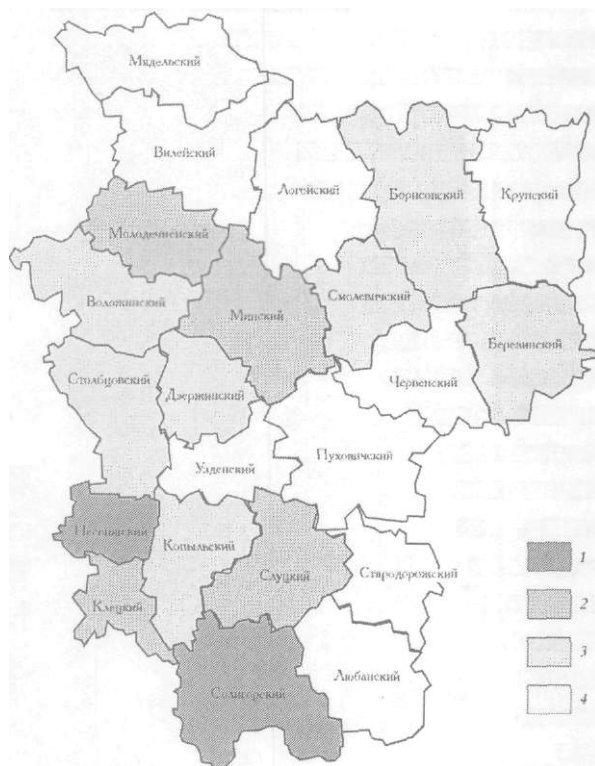 Мядельский
Вилейский
Логойский
Борисовский
Крупский
Молодечненский
Воложинский
Минский
Смолевичский
Березинский
Столбцовский
Дзержинский
Червенский
Узденский
Пуховичский
Несвижский
Копыльский
Слуцкий
Стародорожский
Клецкий
Солигорский
Любанский
1
2
3
4